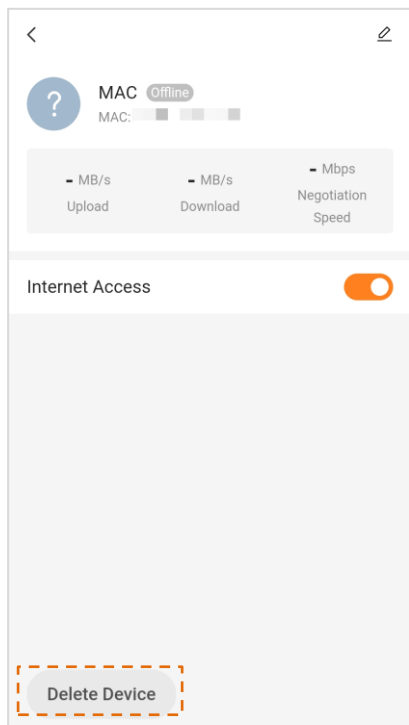 MAC Offline
MAC:
- MB/s
Upload
- MB/s
Download
- Mbps
Negotiation
Speed
Internet Access
Delete Device